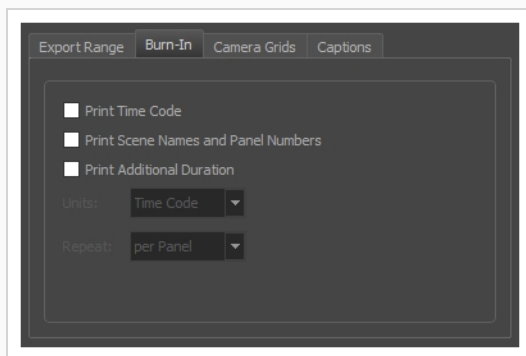 Export Range Burn-In Camera Grids Captions
Print Time Code
Print Scene Names and Panel Numbers
Print Additional Duration
Units: Time Code
Repeat: per Panel